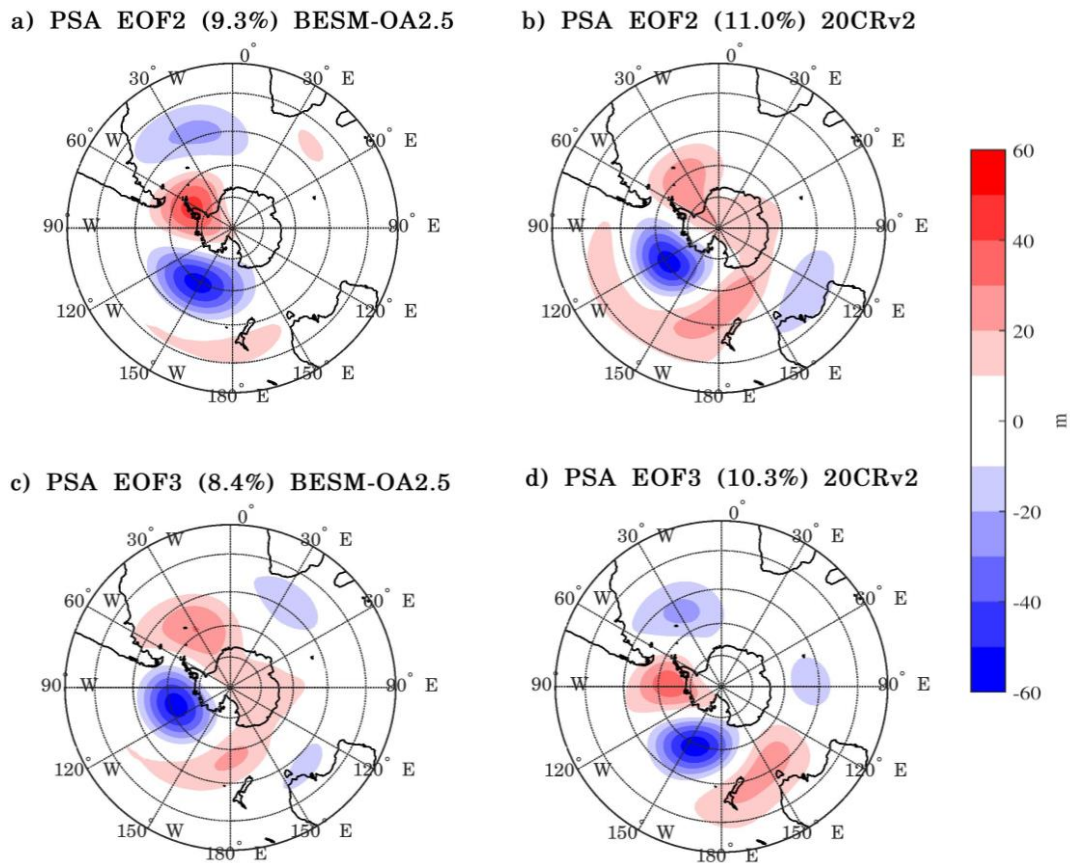 a) PSA EOF2 (9.3%) BESM-OA2.5
b) PSA EOF2 (11.0%) 20CRv2
0°
30° W
30° E
60° W
60° E
90° W
90° E
120° W
120° E
150° W
150° E
180° E
0°
30° W
30° E
60° W
60° E
90° W
90° E
120° W
120° E
150° W
150° E
180° E
60
40
20
0
-20
-40
-60
m
c) PSA EOF3 (8.4%) BESM-OA2.5
d) PSA EOF3 (10.3%) 20CRv2
0°
30° W
30° E
60° W
60° E
90° W
90° E
120° W
120° E
150° W
150° E
180° E
0°
30° W
30° E
60° W
60° E
90° W
90° E
120° W
120° E
150° W
150° E
180° E